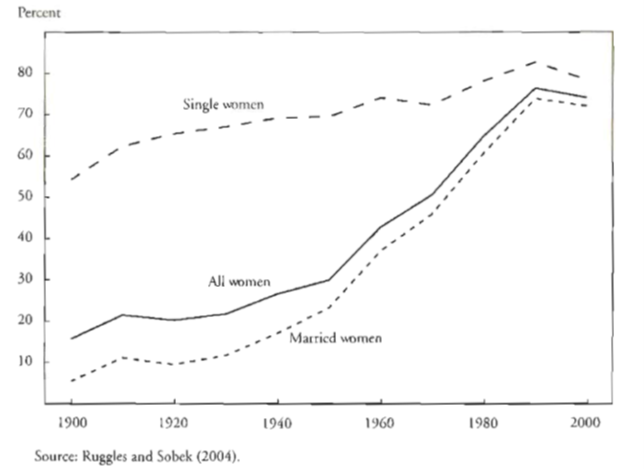 Percent
80
Single women
70
60
50
40
30
All women
20
Married women
10
1900 1920 1940 1960 1980 2000
Source: Ruggles and Sobek (2004).